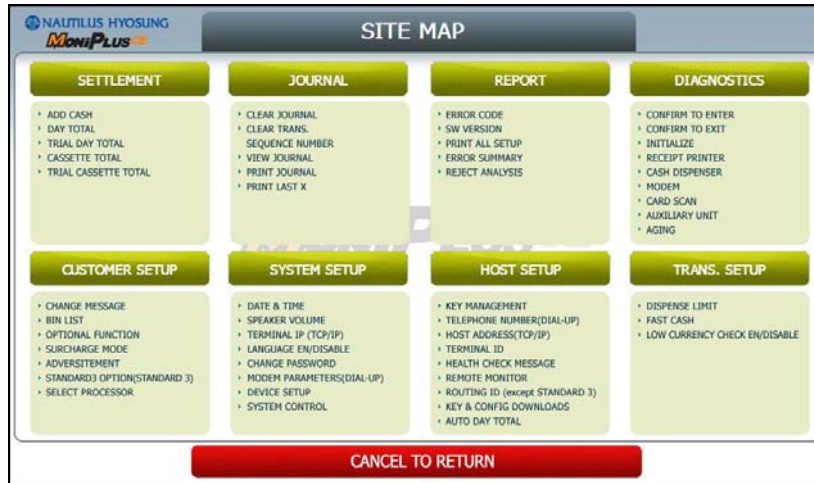 NAUTILUS HYOSUNG
MONIPLUS CE
SITE MAP
SETTLEMENT
ADD CASH
DAY TOTAL
TRIAL DAY TOTAL
CASSETTE TOTAL
TRIAL CASSETTE TOTAL
JOURNAL
CLEAR JOURNAL
CLEAR TRANS.
SEQUENCE NUMBER
VIEW JOURNAL
PRINT JOURNAL
PRINT LAST X
REPORT
ERROR CODE
SW VERSION
PRINT ALL SETUP
ERROR SUMMARY
REJECT ANALYSIS
DIAGNOSTICS
CONFIRM TO ENTER
CONFIRM TO EXIT
INITIALIZE
RECEIPT PRINTER
CASH DISPENSER
MODEM
CARD SCAN
AUXILIARY UNIT
AGING
CUSTOMER SETUP
CHANGE MESSAGE
BIN LIST
OPTIONAL FUNCTION
SURCHARGE MODE
ADVERSITEMENT
STANDARD3 OPTION(STANDARD 3)
SELECT PROCESSOR
SYSTEM SETUP
DATE & TIME
SPEAKER VOLUME
TERMINAL IP (TCP/IP)
LANGUAGE EN/DISABLE
CHANGE PASSWORD
MODEM PARAMETERS(DIAL-UP)
DEVICE SETUP
SYSTEM CONTROL
HOST SETUP
KEY MANAGEMENT
TELEPHONE NUMBER(DIAL-UP)
HOST ADDRESS(TCP/IP)
TERMINAL ID
HEALTH CHECK MESSAGE
REMOTE MONITOR
ROUTING ID (except STANDARD 3)
KEY & CONFIG DOWNLOADS
AUTO DAY TOTAL
TRANS. SETUP
DISPENSE LIMIT
FAST CASH
LOW CURRENCY CHECK EN/DISABLE
CANCEL TO RETURN